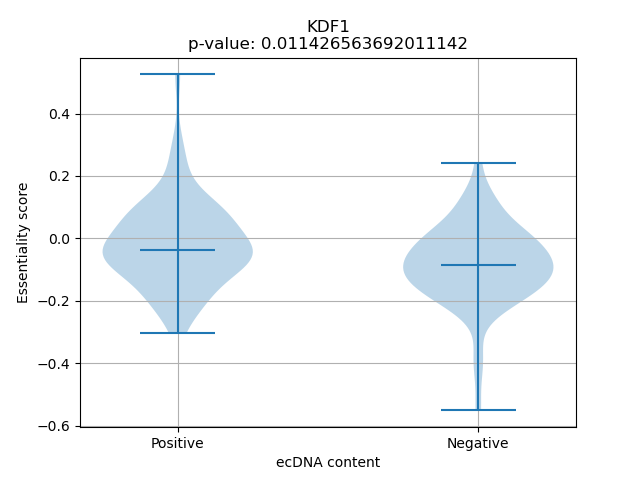 KDF1
p-value: 0.011426563692011142
Essentiality score
0.4
0.2
0.0
−0.2
−0.4
−0.6
Positive
Negative
ecDNA content